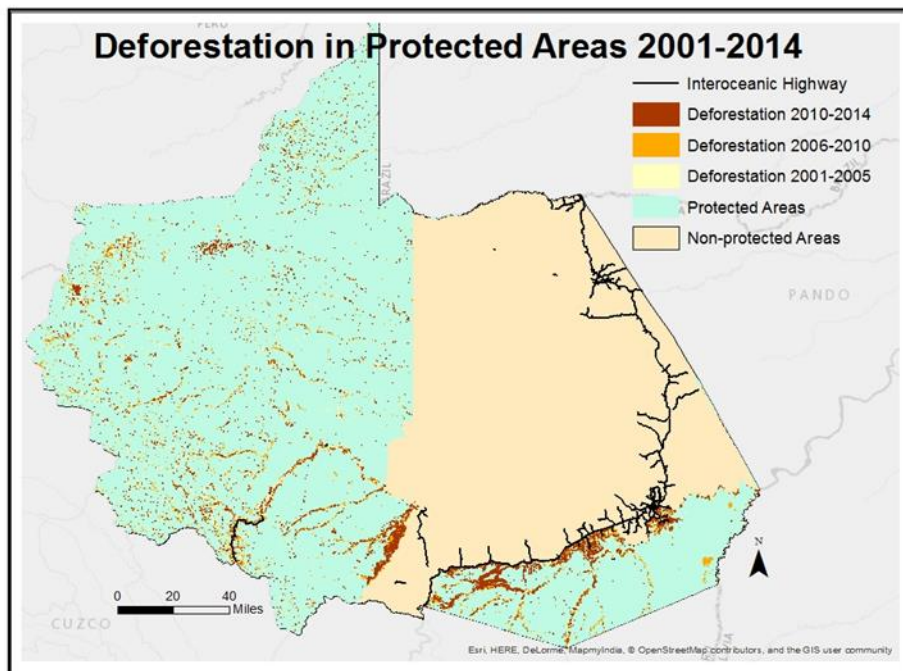 PERU
Deforestation in Protected Areas 2001-2014
Interoceanic Highway
Deforestation 2010-2014
Deforestation 2006-2010
Deforestation 2001-2005
Protected Areas
Non-protected Areas
RAZIL
BRAZIL
PANDO
N
0 20 40
Miles
CUZCO
Esri, HERE, DeLorme, MapmyIndia, © OpenStreetMap contributors, and the GIS user community